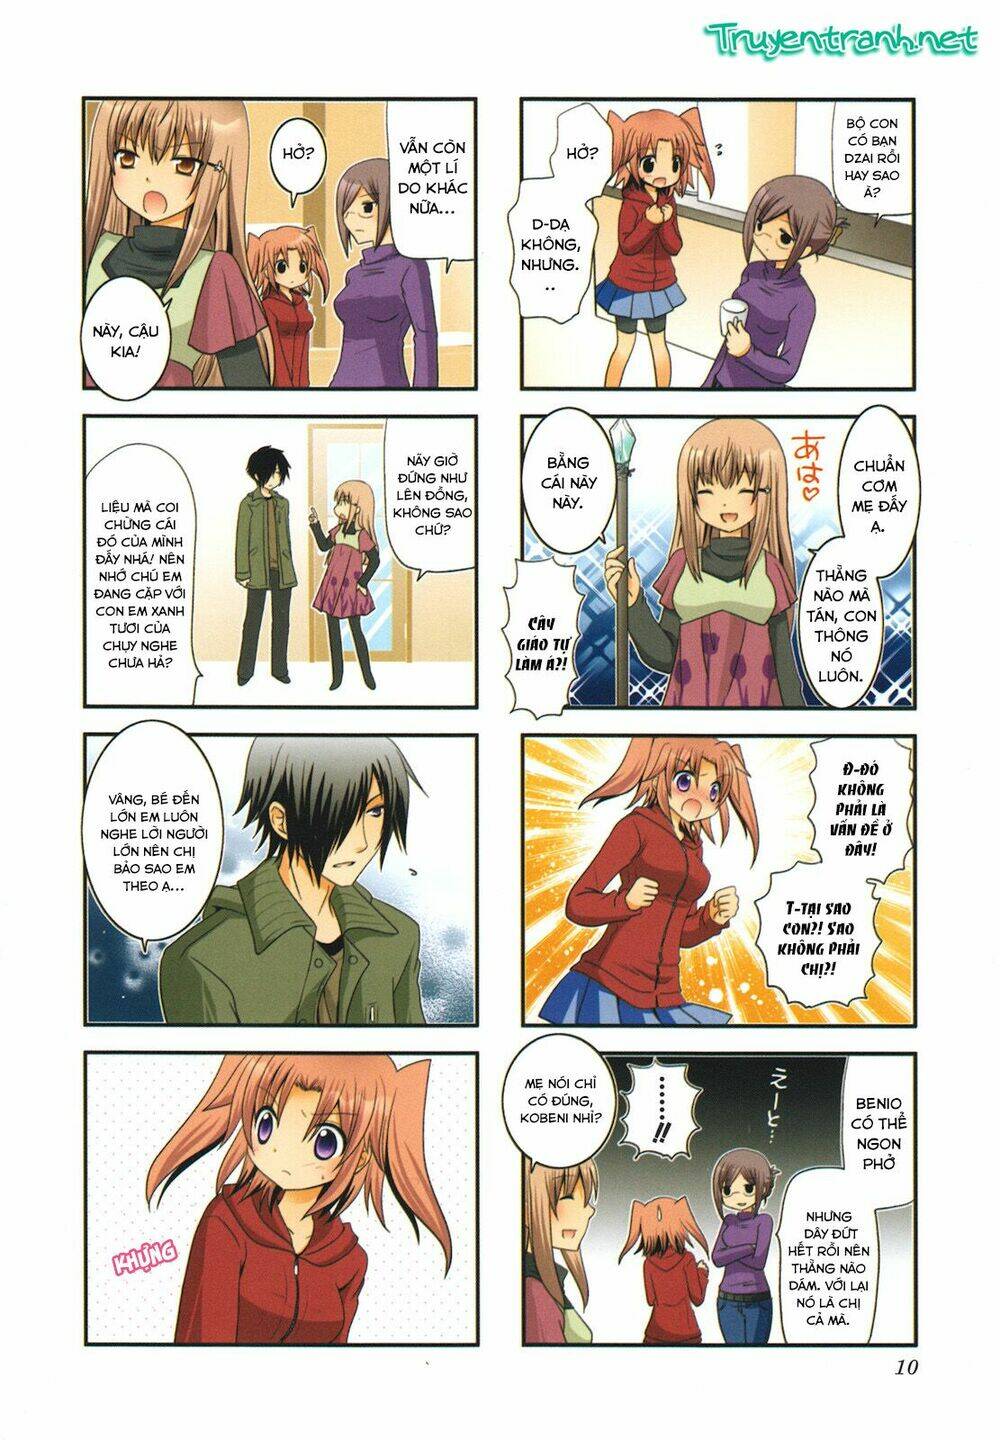 Truyentranh.net
BỘ CON
CÓ BẠN
DZAI RỒI
HAY SAO
Ả?
HỞ?
D-DẠ
KHÔNG,
NHƯNG.
. .
CHUẨN
CƠM
MẸ ĐẤY
Ạ.
THẰNG
NÀO MÀ
TÁN, CON
THÔNG
NÓ
LUÔN.
あは♡
BẰNG
CÁI NÀY
NÀY.
CÂY
GIÁO TỰ
LÀM Á?!
Đ-ĐÓ
KHÔNG
PHẢI LÀ
VẤN ĐỀ Ở
ĐÂY!
T-TẠI SAO
CON?! SAO
KHÔNG PHẢI
CHỊ?!
BENIO
CÓ THỂ
NGON
PHỞ
NHƯNG
DÂY ĐỨT
HẾT RỒI NÊN
THẰNG NÀO
DÁM. VỚI LẠI
NÓ LÀ CHỊ
CẢ MÀ.
えーと…
.........!!
MẸ NÓI CHỈ
CÓ ĐÚNG,
KOBENI NHỈ?
VẪN CÒN
MỘT LÍ
DO KHÁC
NỮA...
HỞ?
NÀY, CẬU
KIA!
NÃY GIỜ
ĐỨNG NHƯ
LÊN ĐỒNG,
KHÔNG SAO
CHỨ?
LIỆU MÀ COI
CHỪNG CÁI
ĐÓ CỦA MÌNH
ĐẤY NHÁ! NÊN
NHỚ CHÚ EM
ĐANG CẶP VỚI
CON EM XANH
TƯƠI CỦA
CHỤY NGHE
CHƯA HẢ?
VÂNG, BÉ ĐẾN
LỚN EM LUÔN
NGHE LỜI NGƯỜI
LỚN NÊN CHỊ
BẢO SAO EM
THEO Ạ...
KHỰNG
10